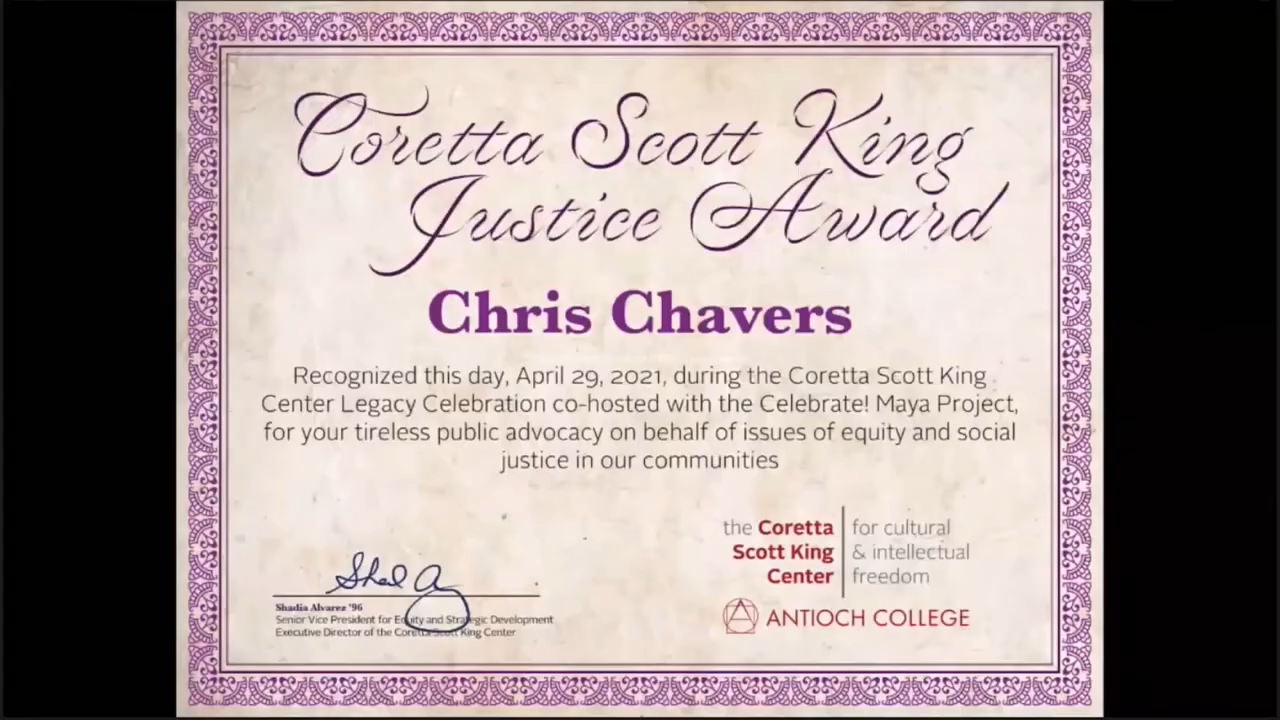 Coretta Scott King
Justice Award
Chris Chavers
Recognized this day, April 29, 2021, during the Coretta Scott King
Center Legacy Celebration co-hosted with the Celebrate! Maya Project,
for your tireless public advocacy on behalf of issues of equity and social
justice in our communities
Shadia Alvarez '96
Senior Vice President for Equity and Strategic Development
Executive Director of the Coretta Scott King Center
the Coretta
Scott King
Center
for cultural
& intellectual
freedom
ANTIOCH COLLEGE